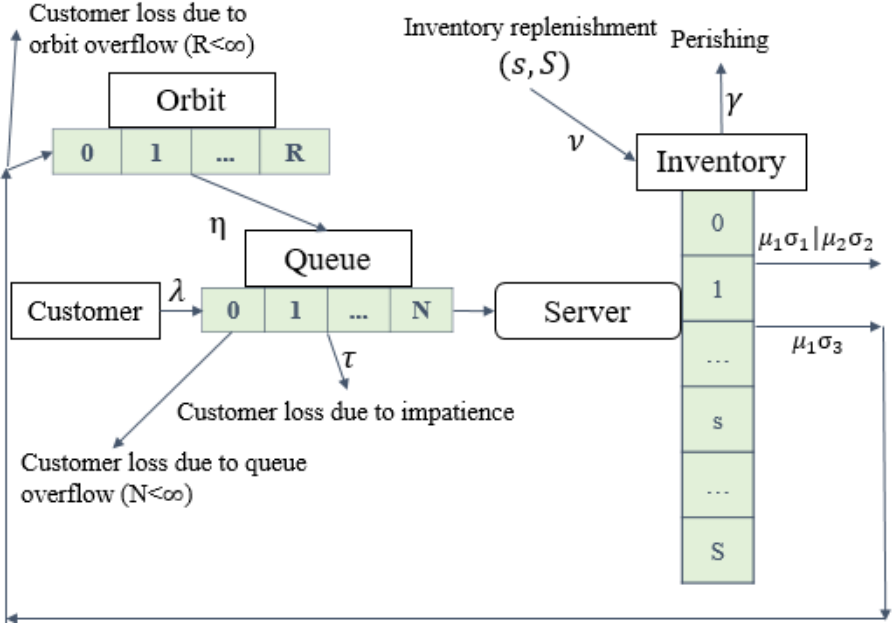 Customer loss due to
orbit overflow (R<∞)
Orbit
0 1 ... R
Inventory replenishment
(s, S)
ν
Perishing
γ
Inventory
0
1
...
s
...
S
η
Queue
Customer
λ
0 1 ... N
Server
μ₁σ₁|μ₂σ₂
μ₁σ₃
τ
Customer loss due to impatience
Customer loss due to queue
overflow (N<∞)